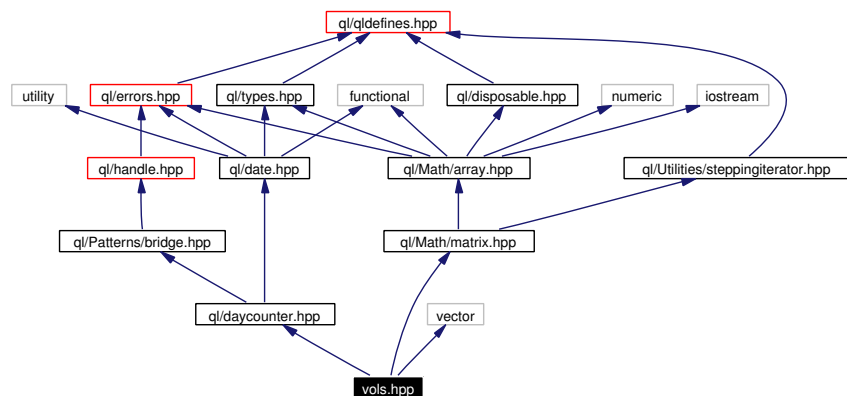 ql/qldefines.hpp
utility
ql/errors.hpp
ql/types.hpp
functional
ql/disposable.hpp
numeric
iostream
ql/handle.hpp
ql/date.hpp
ql/Math/array.hpp
ql/Utilities/steppingiterator.hpp
ql/Patterns/bridge.hpp
ql/Math/matrix.hpp
ql/daycounter.hpp
vector
vols.hpp